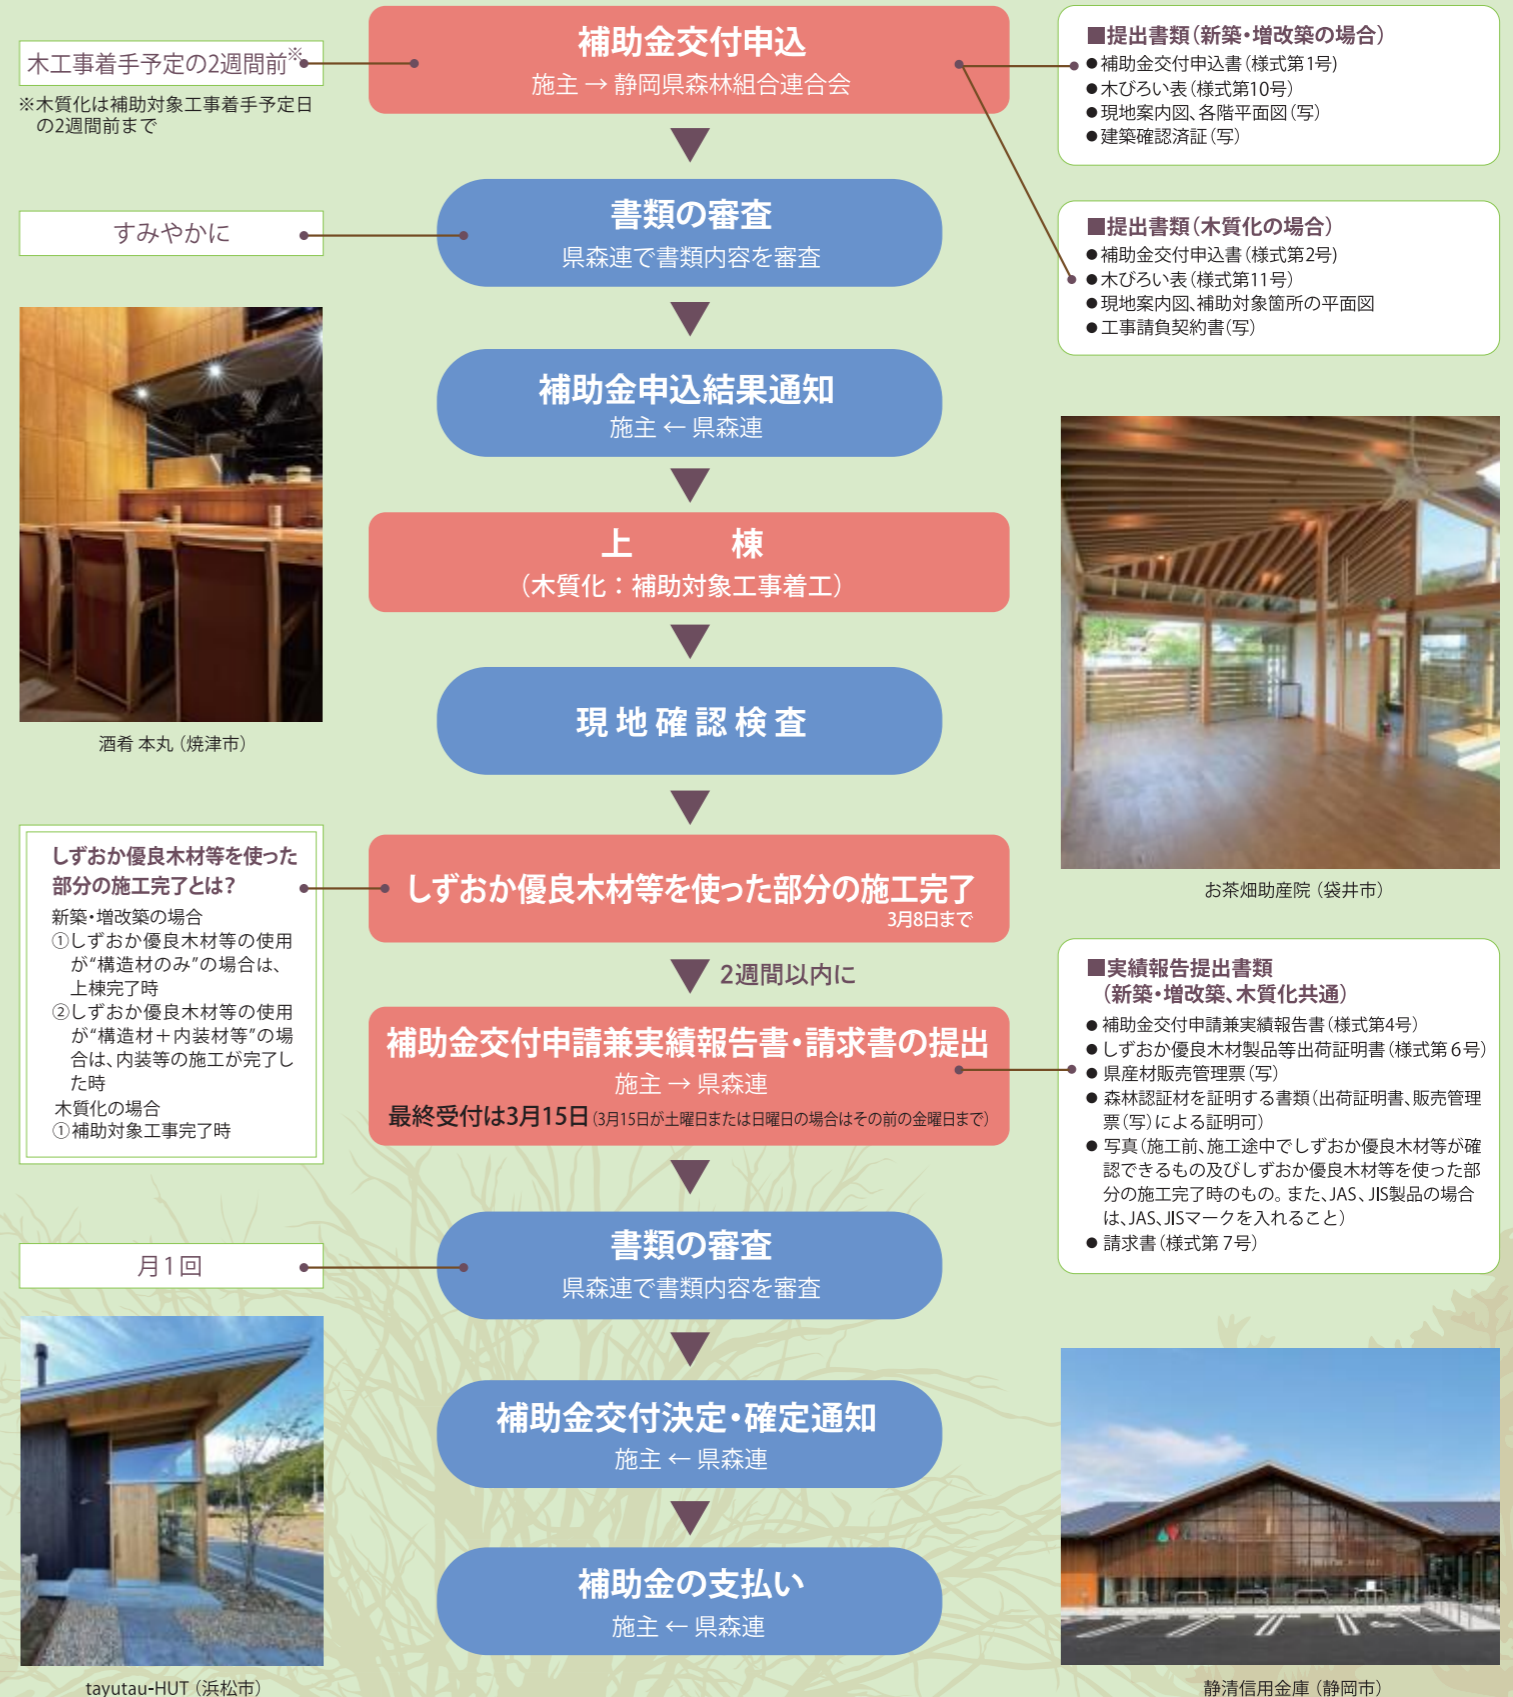 木工事着手予定の2週間前※
※木質化は補助対象工事着手予定日
の2週間前まで
補助金交付申込
施主 → 静岡県森林組合連合会
■提出書類（新築・増改築の場合）
●補助金交付申込書（様式第1号）
●木びろい表（様式第10号）
●現地案内図、各階平面図（写）
●建築確認済証（写）
■提出書類（木質化の場合）
●補助金交付申込書（様式第2号）
●木びろい表（様式第11号）
●現地案内図、補助対象箇所の平面図
●工事請負契約書（写）
すみやかに
書類の審査
県森連で書類内容を審査
補助金申込結果通知
施主 ← 県森連
上　棟
（木質化：補助対象工事着工）
現地確認検査
酒肴 本丸（焼津市）
お茶畑助産院（袋井市）
しずおか優良木材等を使った
部分の施工完了とは？
新築・増改築の場合
①しずおか優良木材等の使用
が“構造材のみ”の場合は、
上棟完了時
②しずおか優良木材等の使用
が“構造材＋内装材等”の場
合は、内装等の施工が完了し
た時
木質化の場合
①補助対象工事完了時
しずおか優良木材等を使った部分の施工完了
3月8日まで
2週間以内に
補助金交付申請兼実績報告書・請求書の提出
施主 → 県森連
最終受付は3月15日（3月15日が土曜日または日曜日の場合はその前の金曜日まで）
■実績報告提出書類
（新築・増改築、木質化共通）
●補助金交付申請兼実績報告書（様式第4号）
●しずおか優良木材製品等出荷証明書（様式第６号）
●県産材販売管理票（写）
●森林認証材を証明する書類（出荷証明書、販売管理
票（写）による証明可）
●写真（施工前、施工途中でしずおか優良木材等が確
認できるもの及びしずおか優良木材等を使った部
分の施工完了時のもの。また、JAS、JIS製品の場合
は、JAS、JISマークを入れること）
●請求書（様式第７号）
月1回
書類の審査
県森連で書類内容を審査
補助金交付決定・確定通知
施主 ← 県森連
補助金の支払い
施主 ← 県森連
tayutau-HUT（浜松市）
静清信用金庫（静岡市）